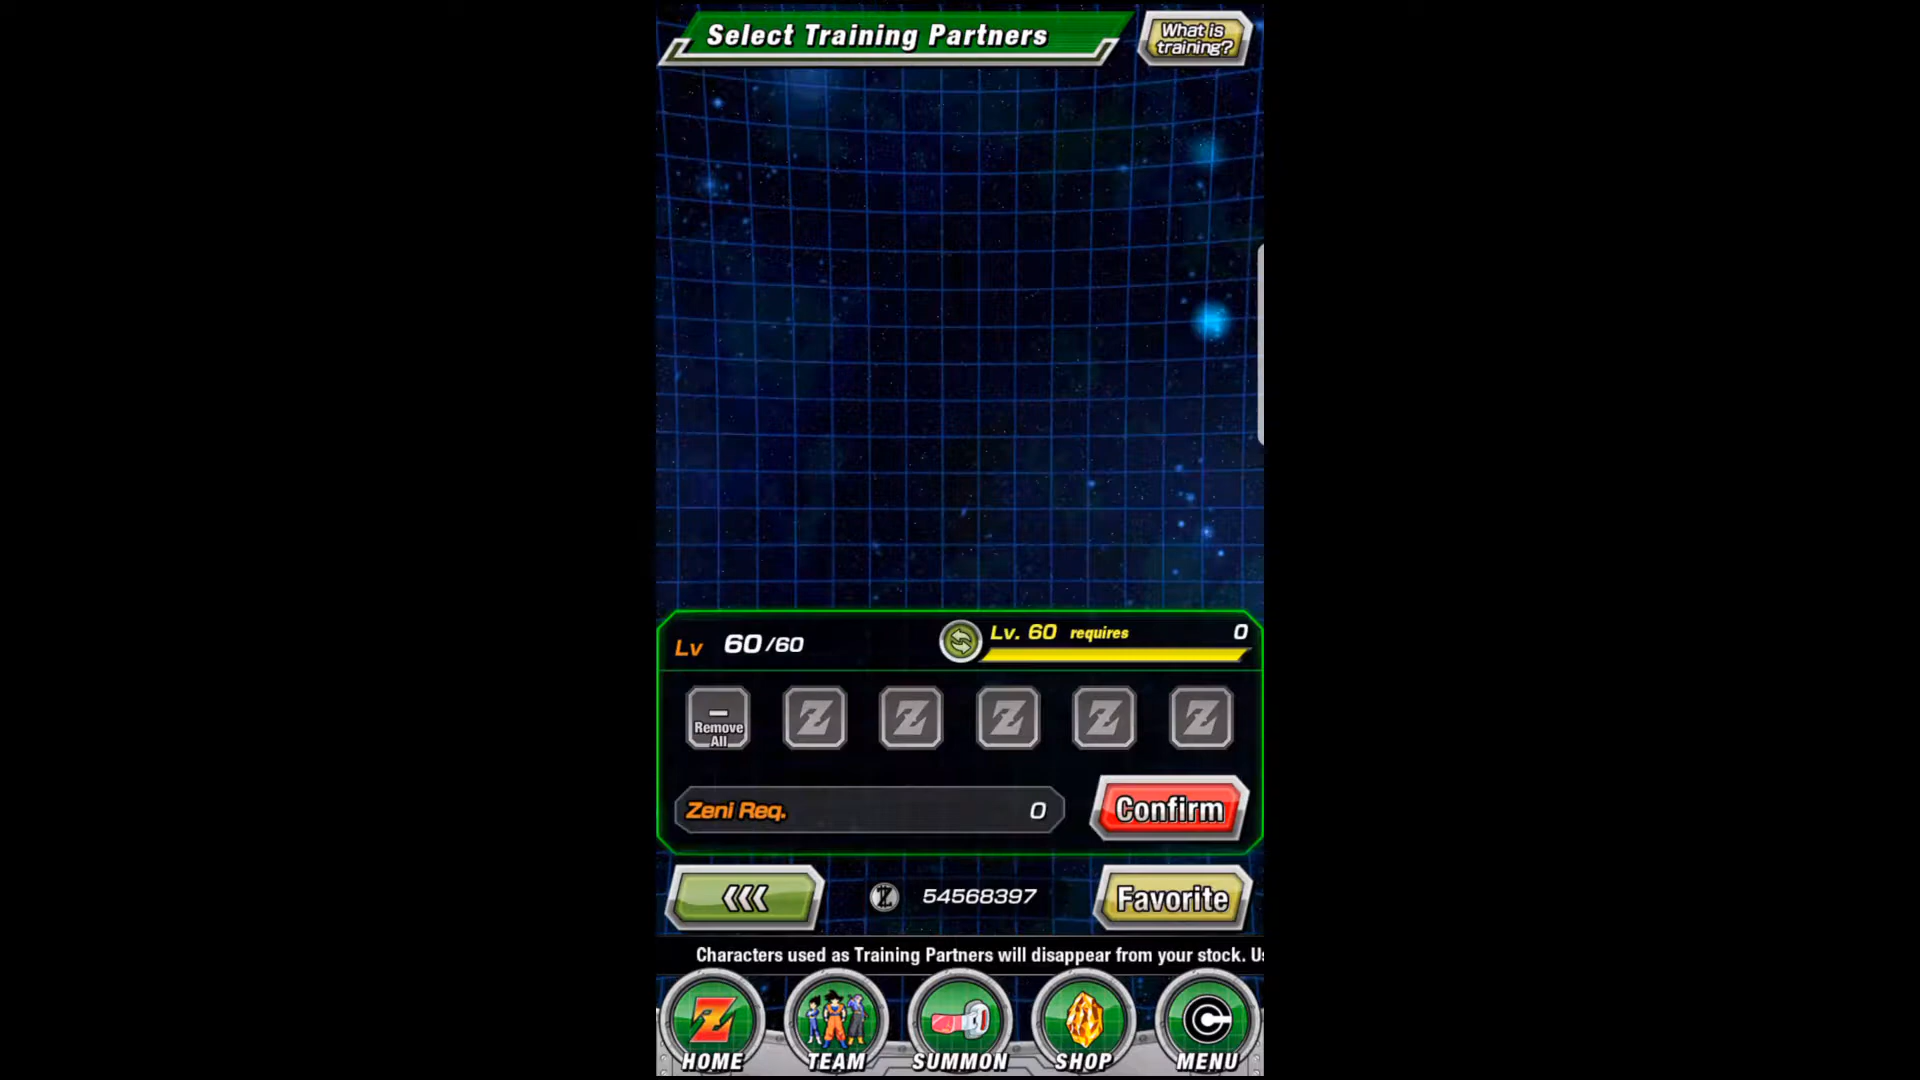 Select Training Partners
What is
training?
Lv 60/60
Lv. 60 requires 0
Remove
All
Z Z Z Z Z
Zeni Req. 0
Confirm
Z 54568397
Favorite
Characters used as Training Partners will disappear from your stock. Us
Z
HOME
TEAM
SUMMON
SHOP
MENU